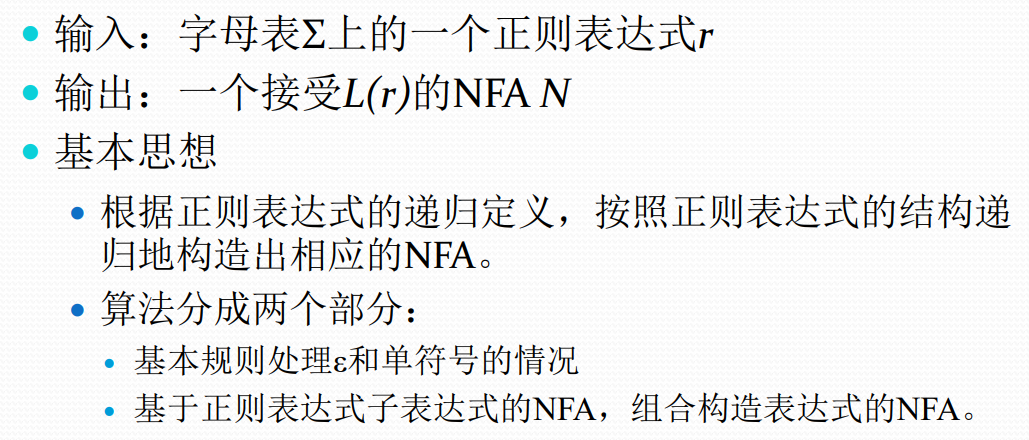 输入：字母表Σ上的一个正则表达式r
输出：一个接受L(r)的NFA N
基本思想
根据正则表达式的递归定义，按照正则表达式的结构递
归地构造出相应的NFA。
算法分成两个部分：
基本规则处理ε和单符号的情况
基于正则表达式子表达式的NFA，组合构造表达式的NFA。